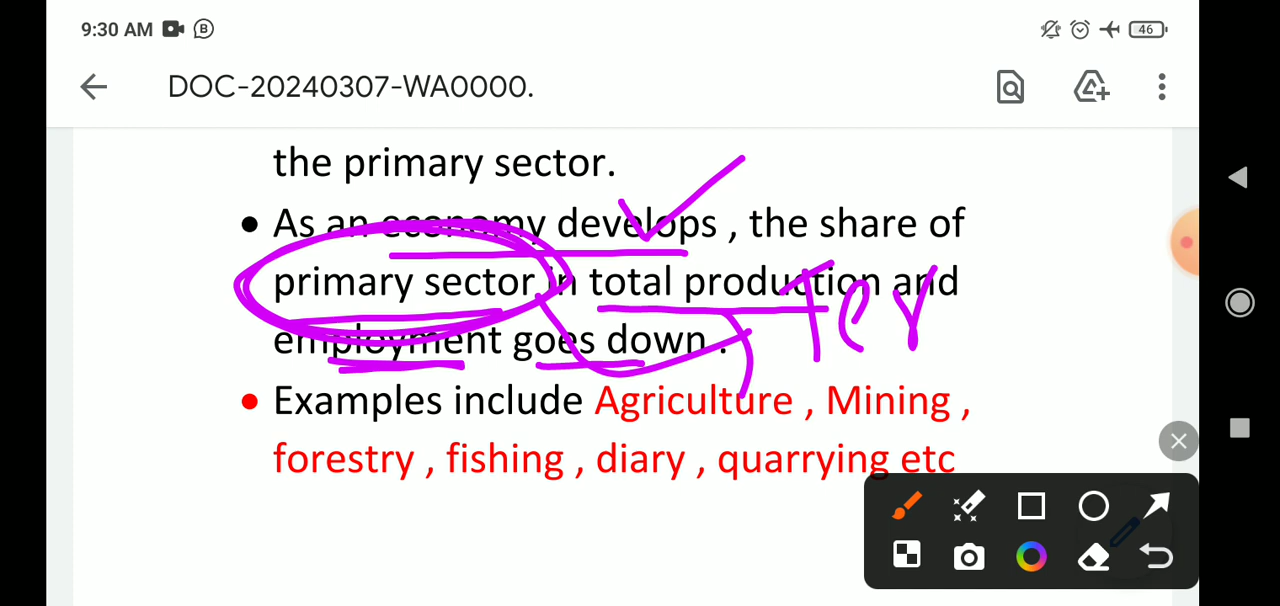 9:30 AM
46
DOC-20240307-WA0000.
the primary sector.
• As an economy develops , the share of
primary sector in total production and
Ter
employment goes down .
• Examples include Agriculture , Mining ,
forestry , fishing , diary , quarrying etc